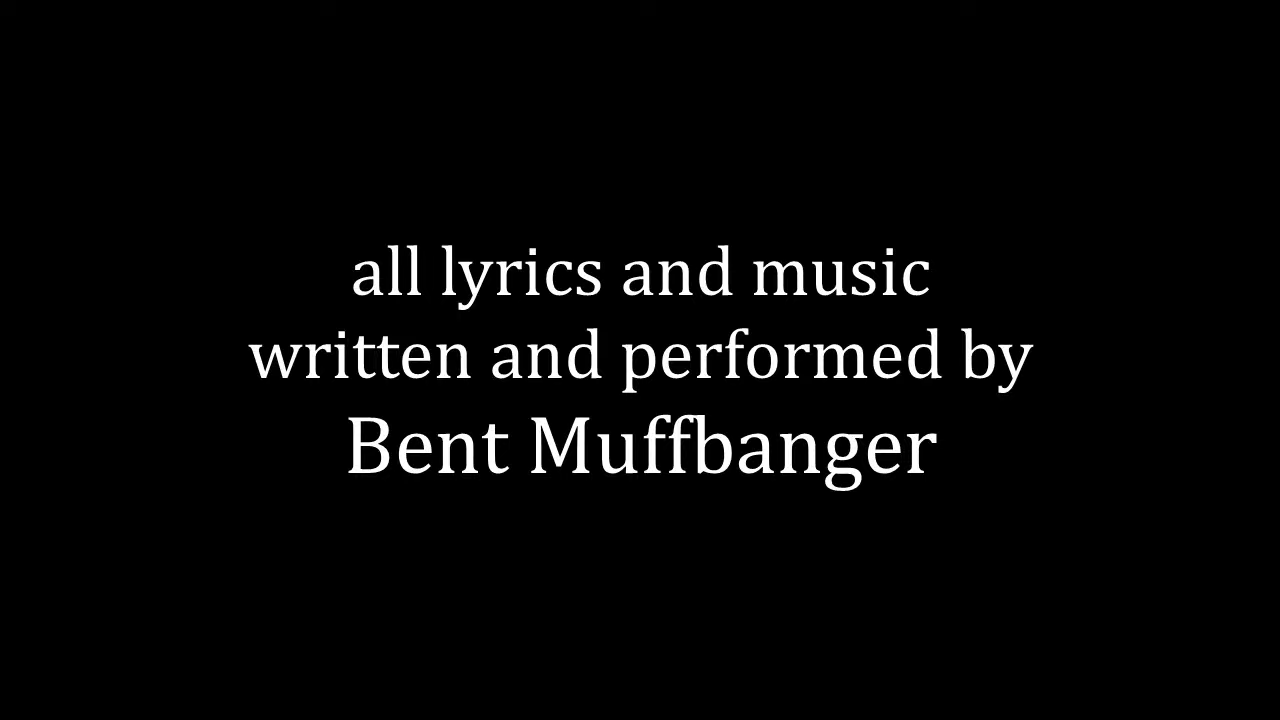 all lyrics and music
written and performed by
Bent Muffbanger